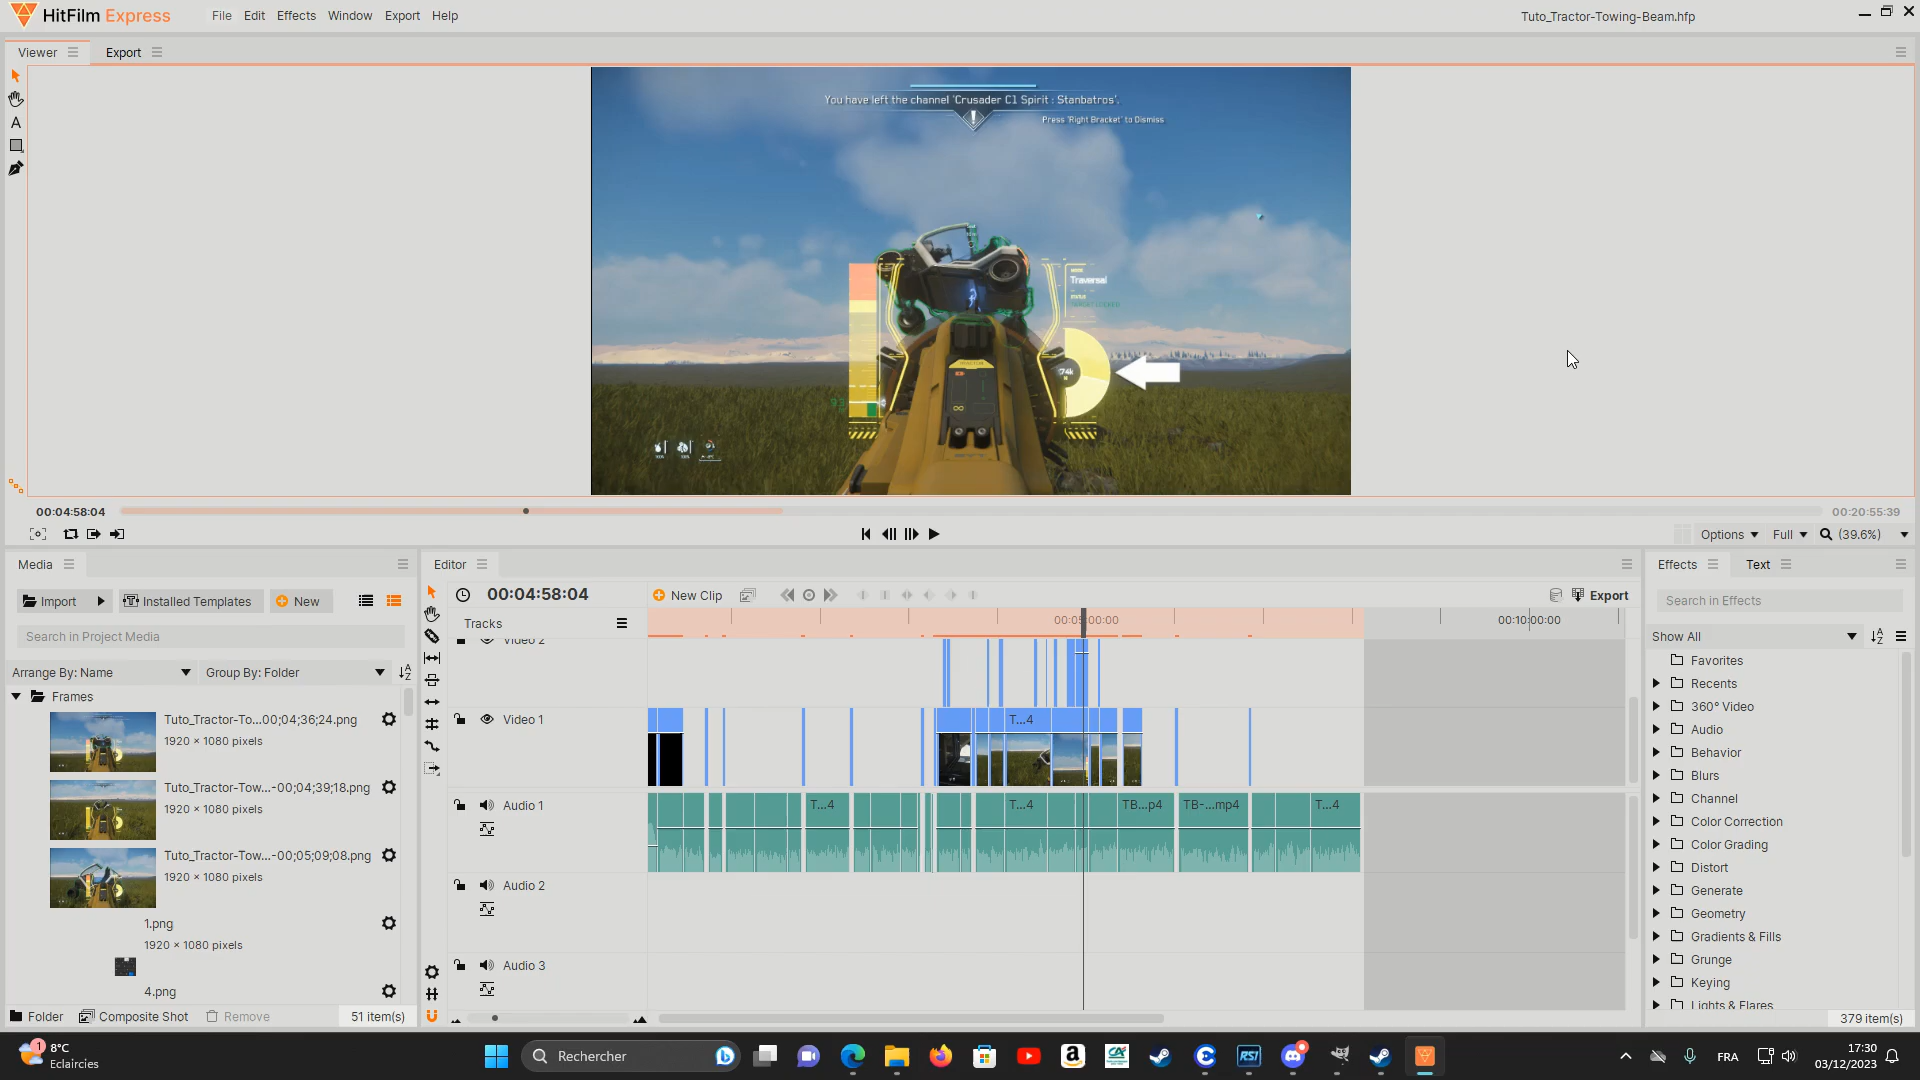 HitFilm Express
File Edit Effects Window Export Help
Tuto_Tractor-Towing-Beam.hfp
Viewer
Export
You have left the channel 'Crusader C1 Spirit : Stanbatros'.
Press 'Right Bracket' to Dismiss
Traversal
00:04:58:04
00:20:55:39
Options
Full
(39.6%)
Media
Import
Installed Templates
New
Search in Project Media
Arrange By: Name
Group By: Folder
Frames
Tuto_Tractor-To...00;04;36;24.png
1920 × 1080 pixels
Tuto_Tractor-Tow...-00;04;39;18.png
1920 × 1080 pixels
Tuto_Tractor-Tow...-00;05;09;08.png
1920 × 1080 pixels
1.png
1920 × 1080 pixels
4.png
Folder
Composite Shot
Remove
51 item(s)
Editor
00:04:58:04
New Clip
Export
Tracks
00:05:00:00
00:10:00:00
Video 2
Video 1
T...4
Audio 1
T...4
T...4
TB...p4
TB-...mp4
T...4
Audio 2
Audio 3
Effects
Text
Search in Effects
Show All
Favorites
Recents
360° Video
Audio
Behavior
Blurs
Channel
Color Correction
Color Grading
Distort
Generate
Geometry
Gradients & Fills
Grunge
Keying
Lights & Flares
379 item(s)
1
8°C
Eclaircies
Rechercher
RSI
FRA
17:30
03/12/2023